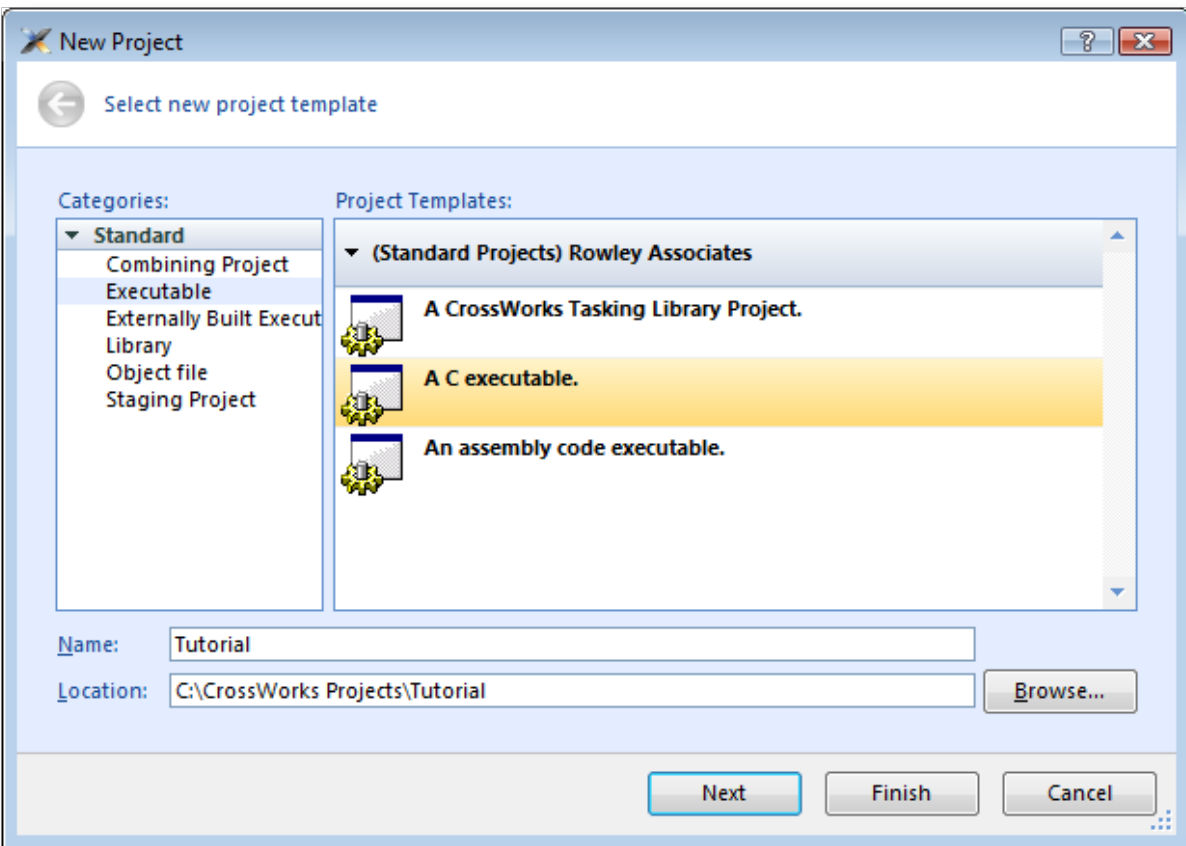 New Project
Select new project template
Categories:
Project Templates:
Standard
Combining Project
Executable
Externally Built Execut
Library
Object file
Staging Project
(Standard Projects) Rowley Associates
A CrossWorks Tasking Library Project.
A C executable.
An assembly code executable.
Name:
Tutorial
Location:
C:\CrossWorks Projects\Tutorial
Browse...
Next
Finish
Cancel